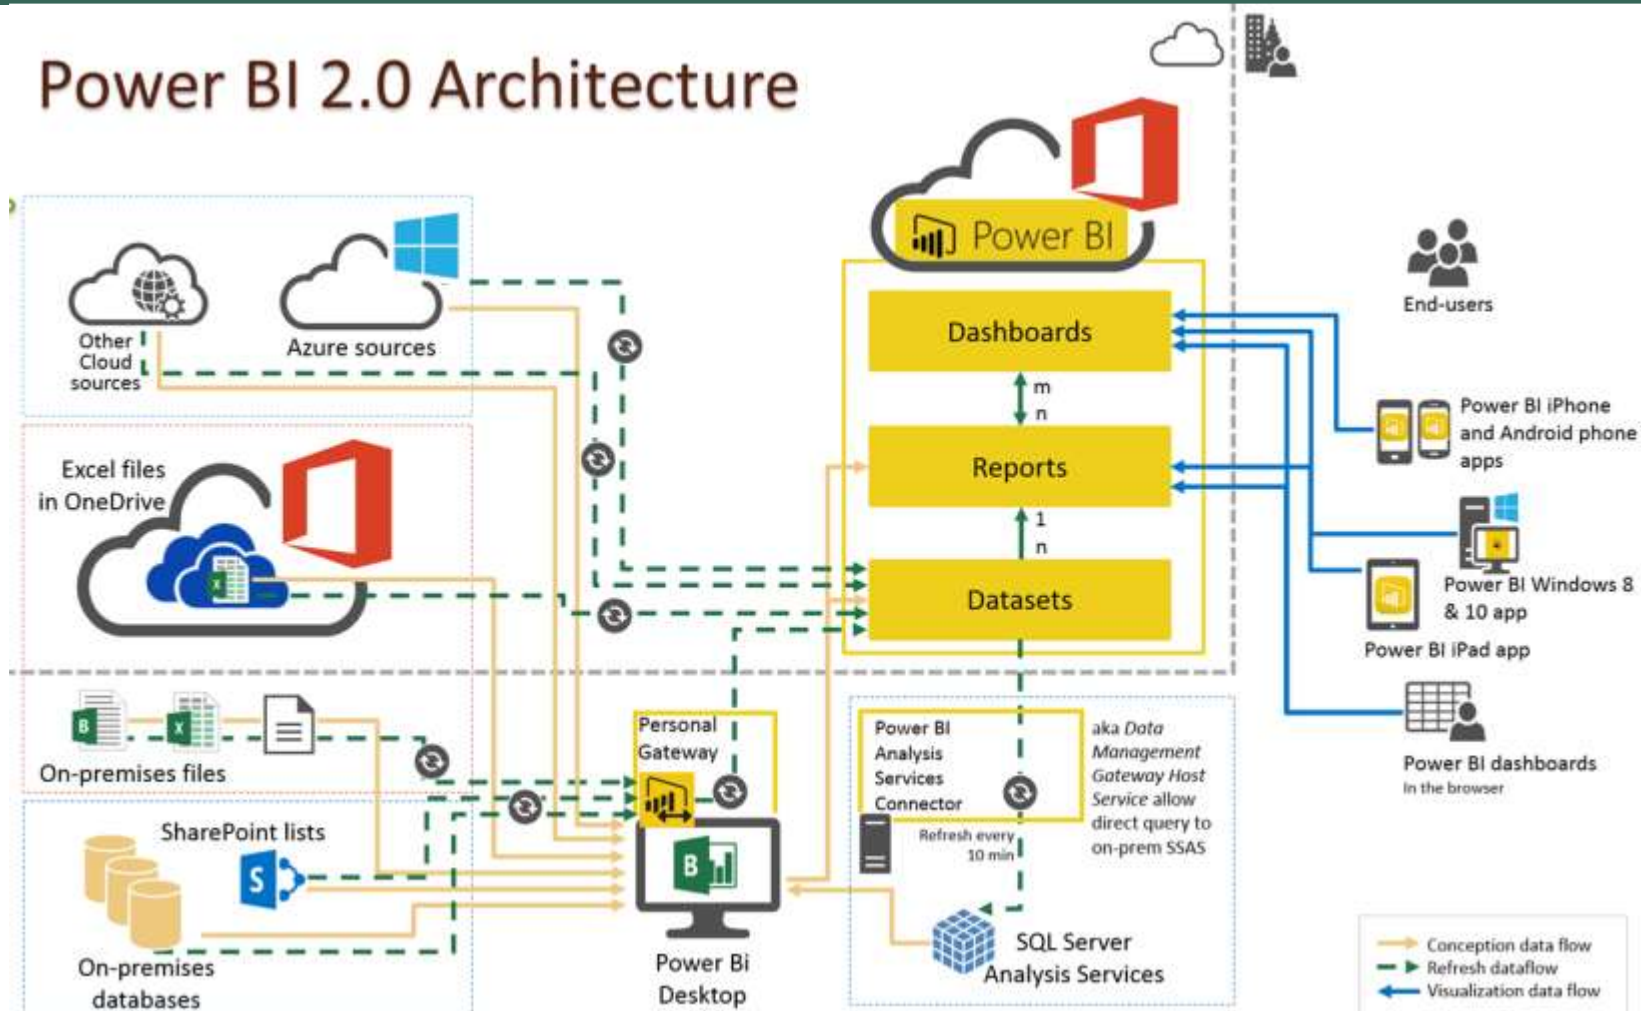 Power BI 2.0 Architecture
Power BI
Other
Cloud
sources
Azure sources
Excel files
in OneDrive
B
X
On-premises files
SharePoint lists
S
On-premises
databases
Personal
Gateway
B
Power Bi
Desktop
Dashboards
m
n
Reports
1
n
Datasets
Power BI
Analysis
Services
Connector
Refresh every
10 min
aka Data
Management
Gateway Host
Service allow
direct query to
on-prem SSAS
SQL Server
Analysis Services
End-users
Power BI iPhone
and Android phone
apps
Power BI Windows 8
& 10 app
Power BI iPad app
Power BI dashboards
In the browser
Conception data flow
Refresh dataflow
Visualization data flow